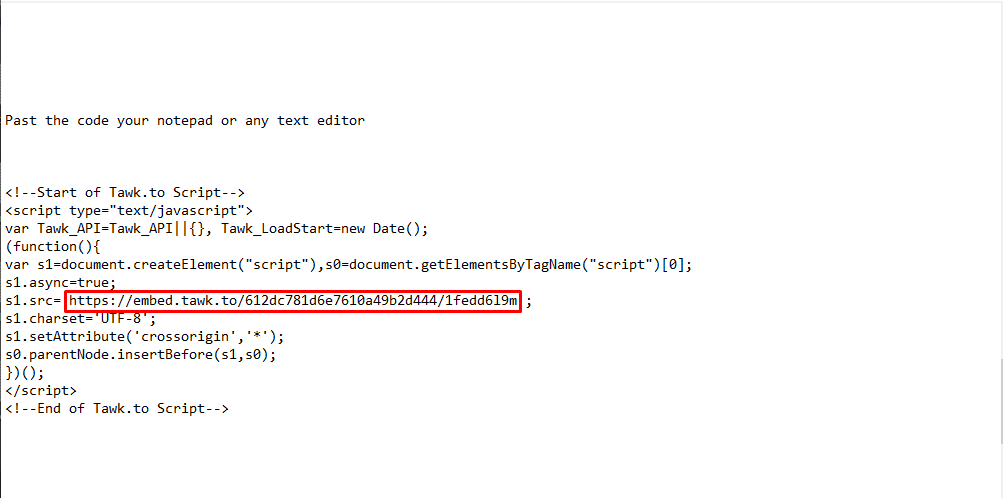 Past the code your notepad or any text editor
<!--Start of Tawk.to Script-->
<script type="text/javascript">
var Tawk_API=Tawk_API||{}, Tawk_LoadStart=new Date();
(function(){
var s1=document.createElement("script"),s0=document.getElementsByTagName("script")[0];
s1.async=true;
s1.src= https://embed.tawk.to/612dc781d6e7610a49b2d444/1fedd619m ;
s1.charset='UTF-8';
s1.setAttribute('crossorigin','*');
s0.parentNode.insertBefore(s1,s0);
})();
</script>
<!--End of Tawk.to Script-->